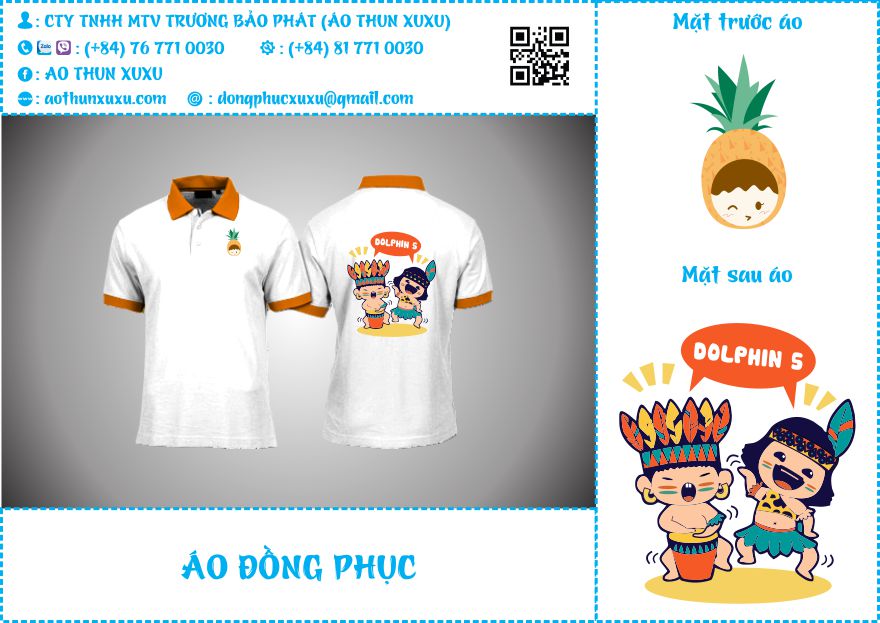 : CTY TNHH MTV TRƯƠNG BẢO PHÁT (ÁO THUN XUXU)
Zalo : (+84) 76 771 0030 : (+84) 81 771 0030
: AO THUN XUXU
: aothunxuxu.com @ : dongphucxuxu@gmail.com
DOLPHIN 5
ÁO ĐỒNG PHỤC
Mặt trước áo
Mặt sau áo
DOLPHIN 5